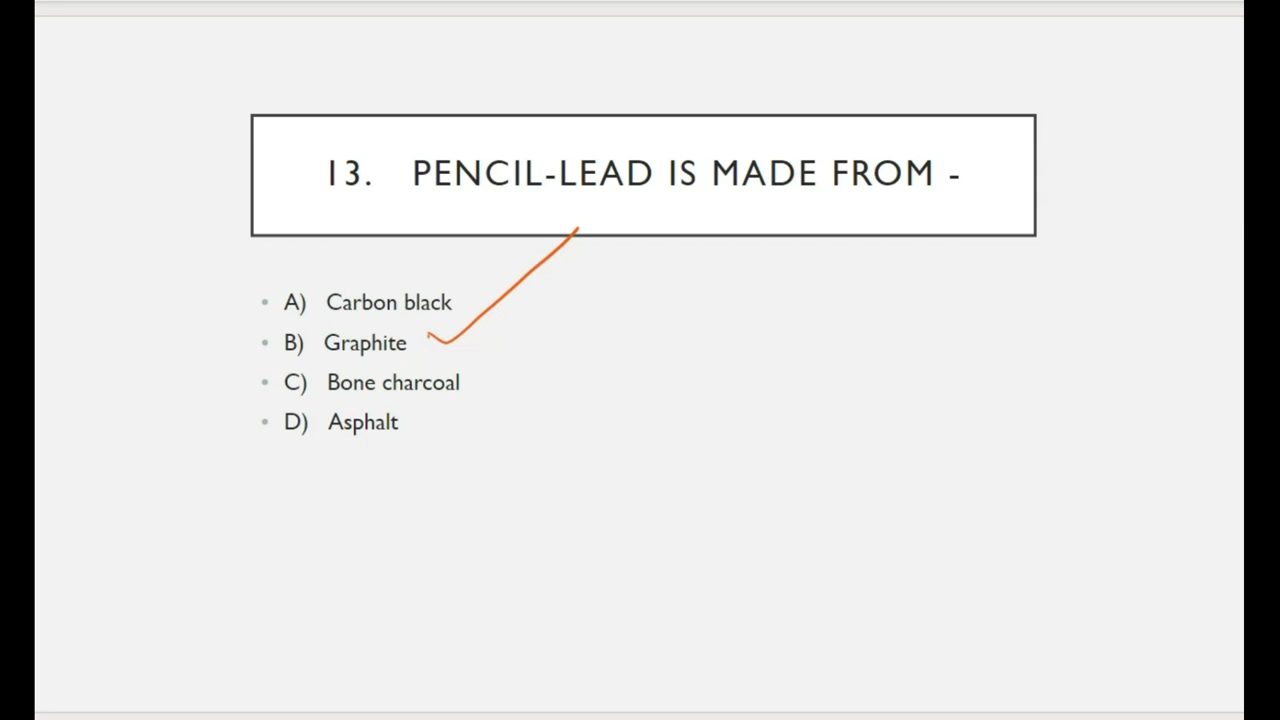 13. PENCIL-LEAD IS MADE FROM -
• A) Carbon black
• B) Graphite
• C) Bone charcoal
• D) Asphalt